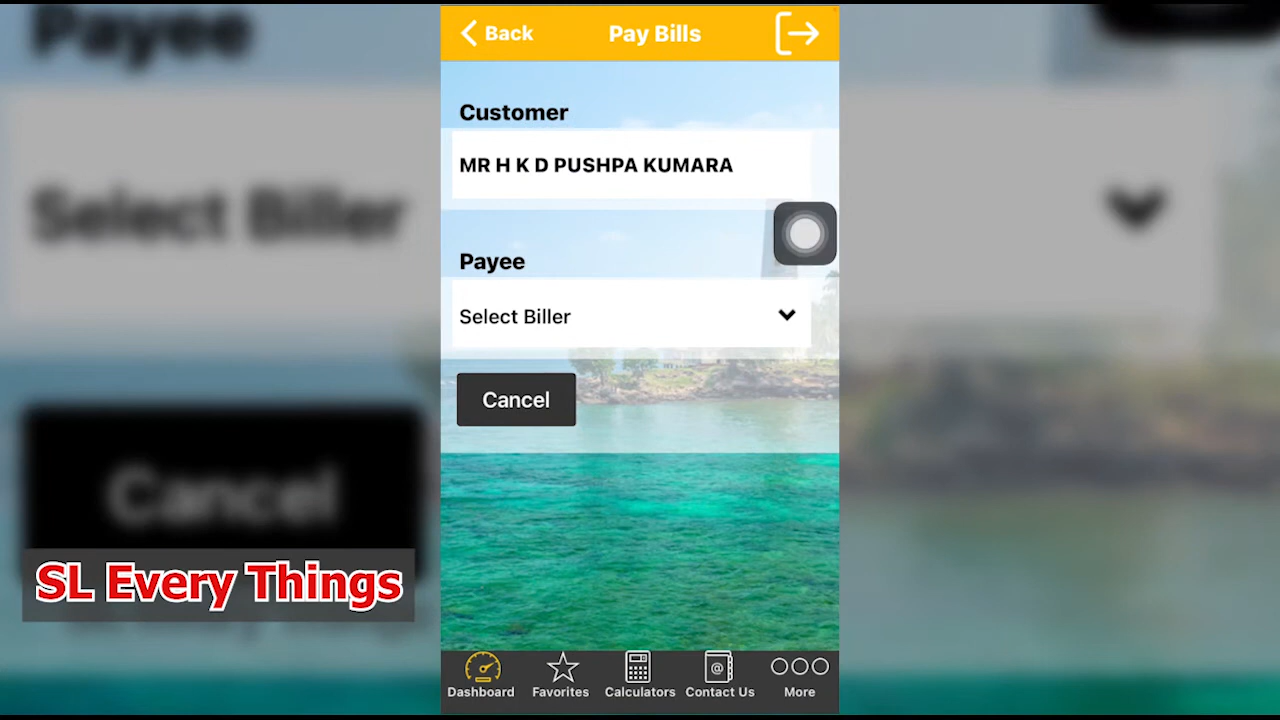 Back
Pay Bills
Customer
MR H K D PUSHPA KUMARA
Payee
Select Biller
Cancel
Dashboard
Favorites
Calculators
Contact Us
More
Payee
Select Biller
Cancel
SL Every Things